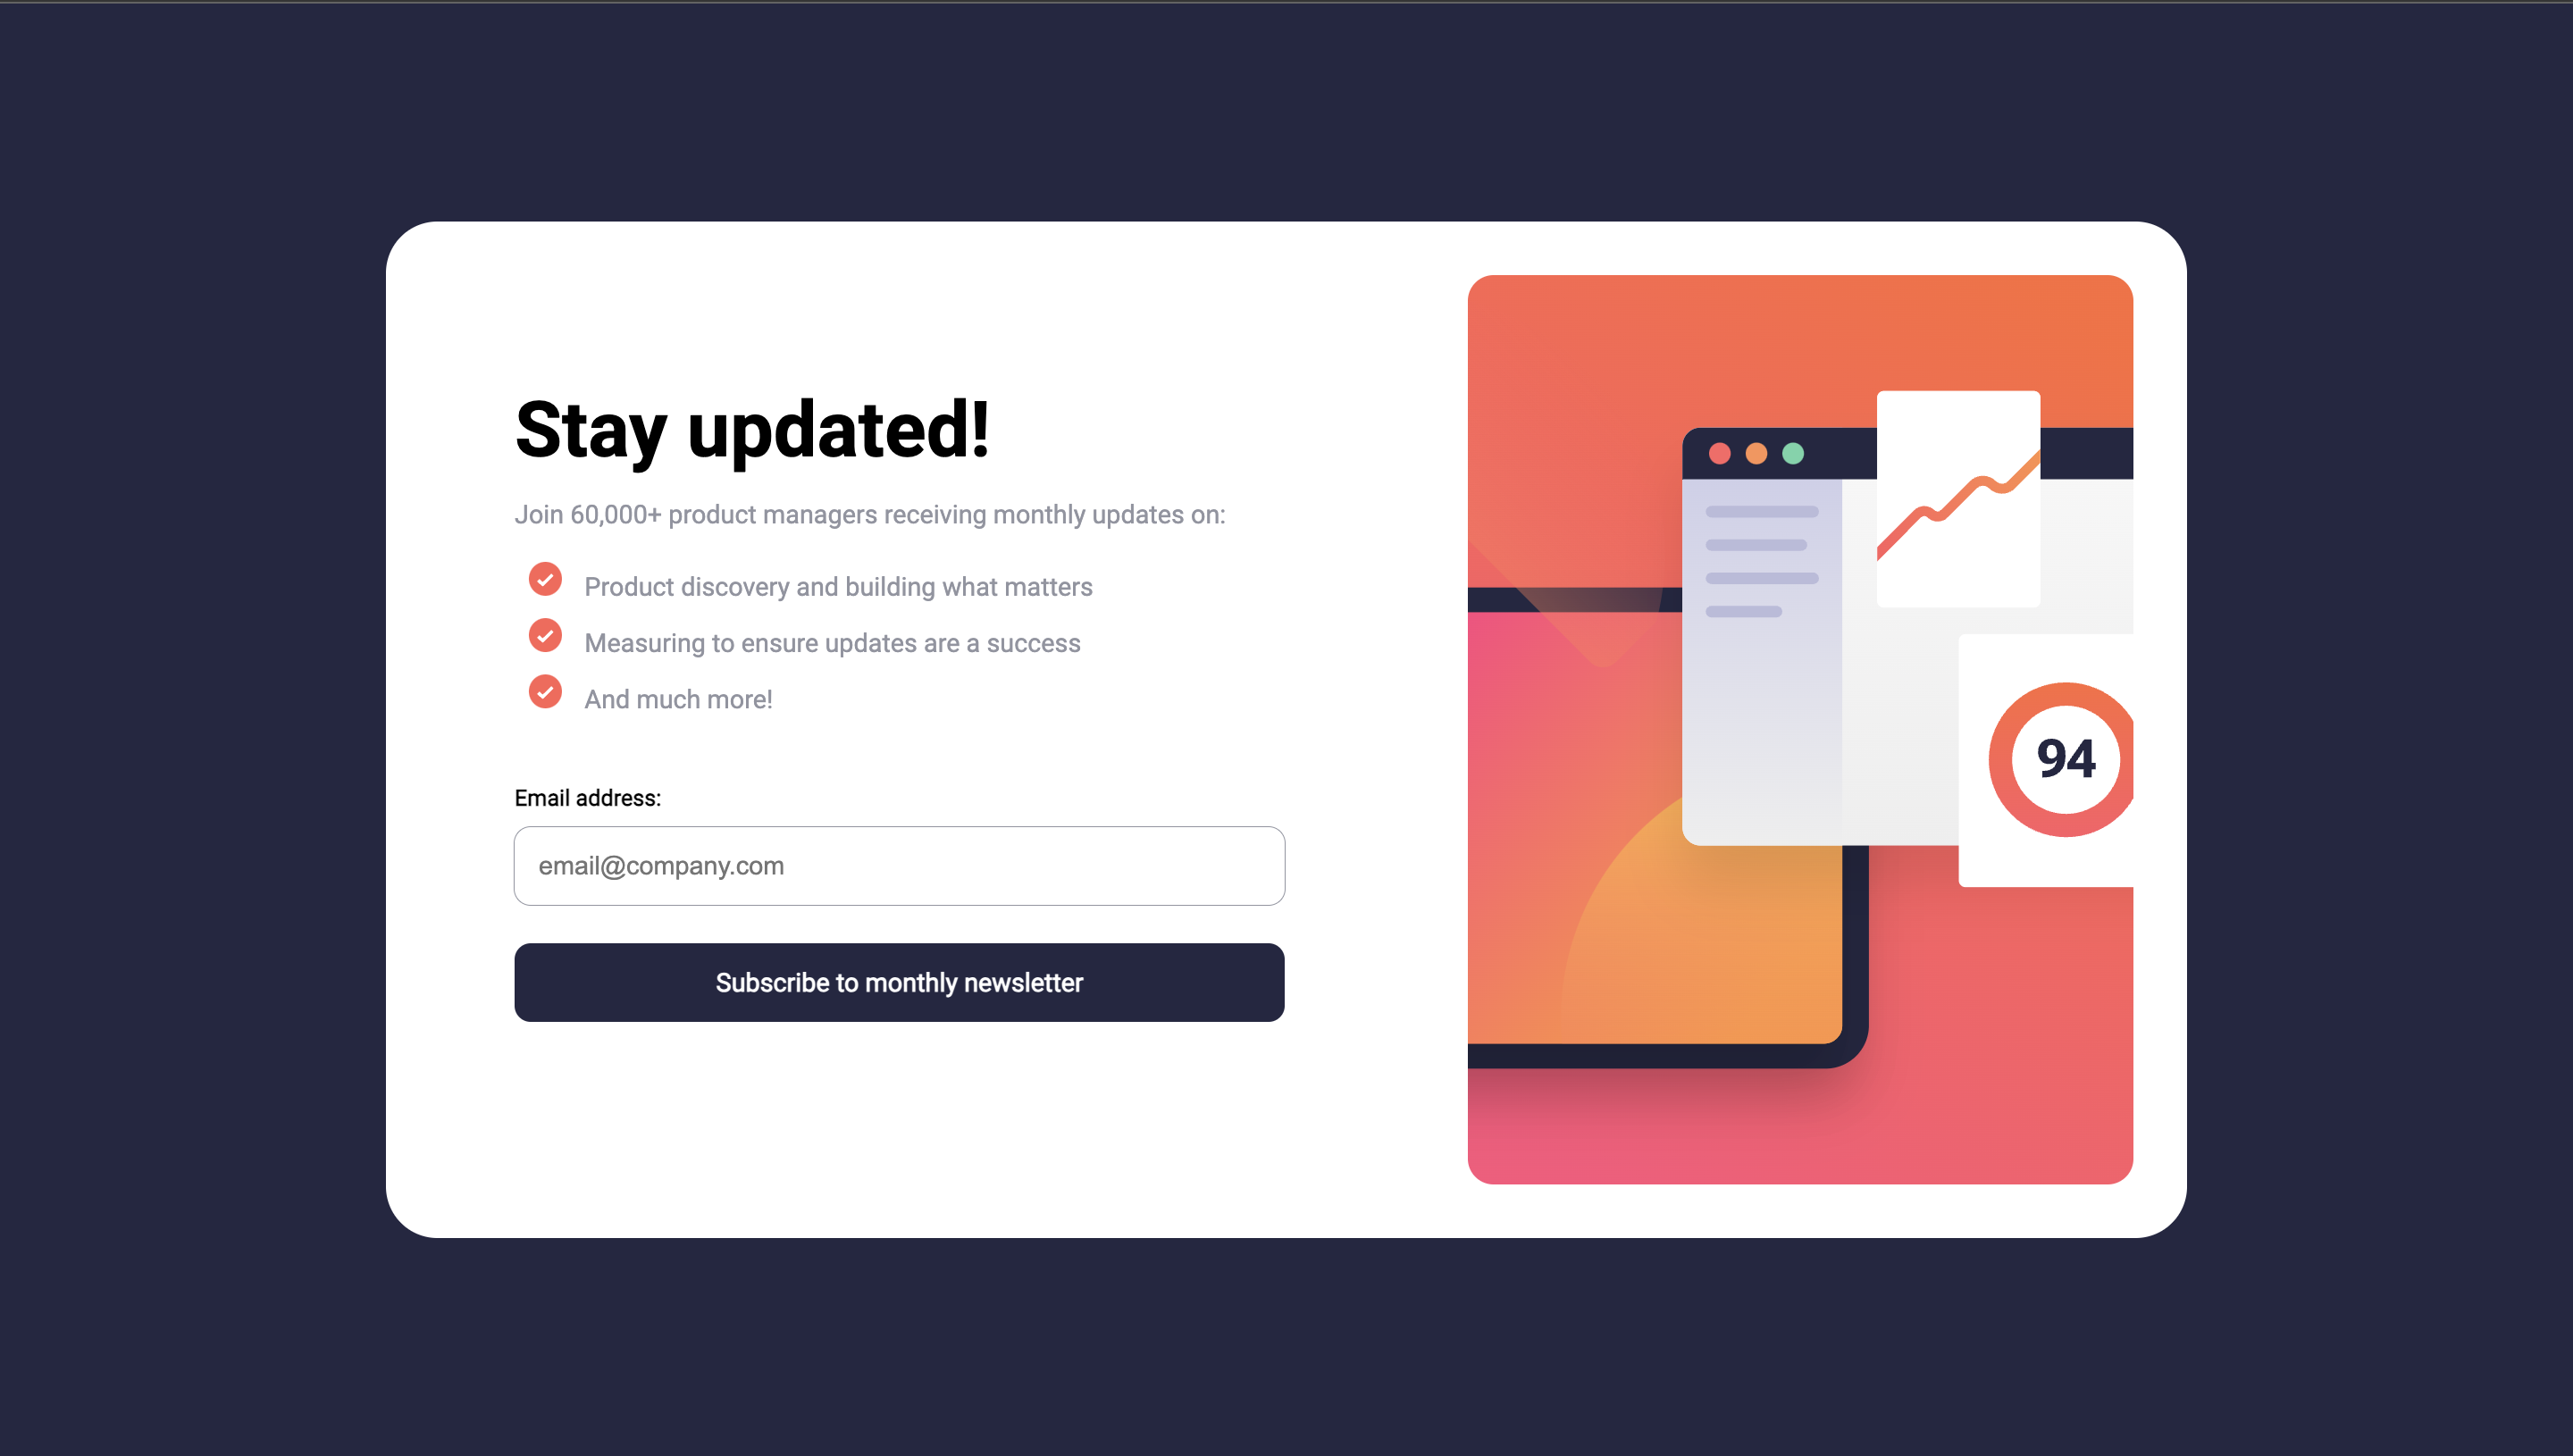 Stay updated!
Join 60,000+ product managers receiving monthly updates on:
Product discovery and building what matters
Measuring to ensure updates are a success
And much more!
Email address:
email@company.com
Subscribe to monthly newsletter
94